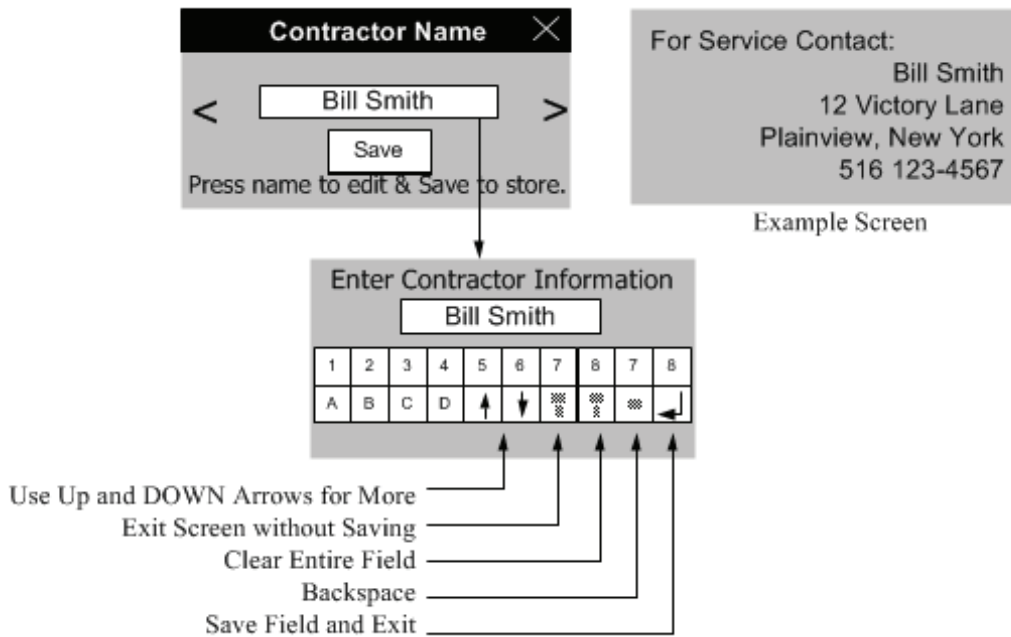 Contractor Name
< Bill Smith >
Save
Press name to edit & Save to store.
For Service Contact:
Bill Smith
12 Victory Lane
Plainview, New York
516 123-4567
Example Screen
Enter Contractor Information
Bill Smith
1 2 3 4 5 6 7 8 7 8
A B C D
Use Up and DOWN Arrows for More
Exit Screen without Saving
Clear Entire Field
Backspace
Save Field and Exit